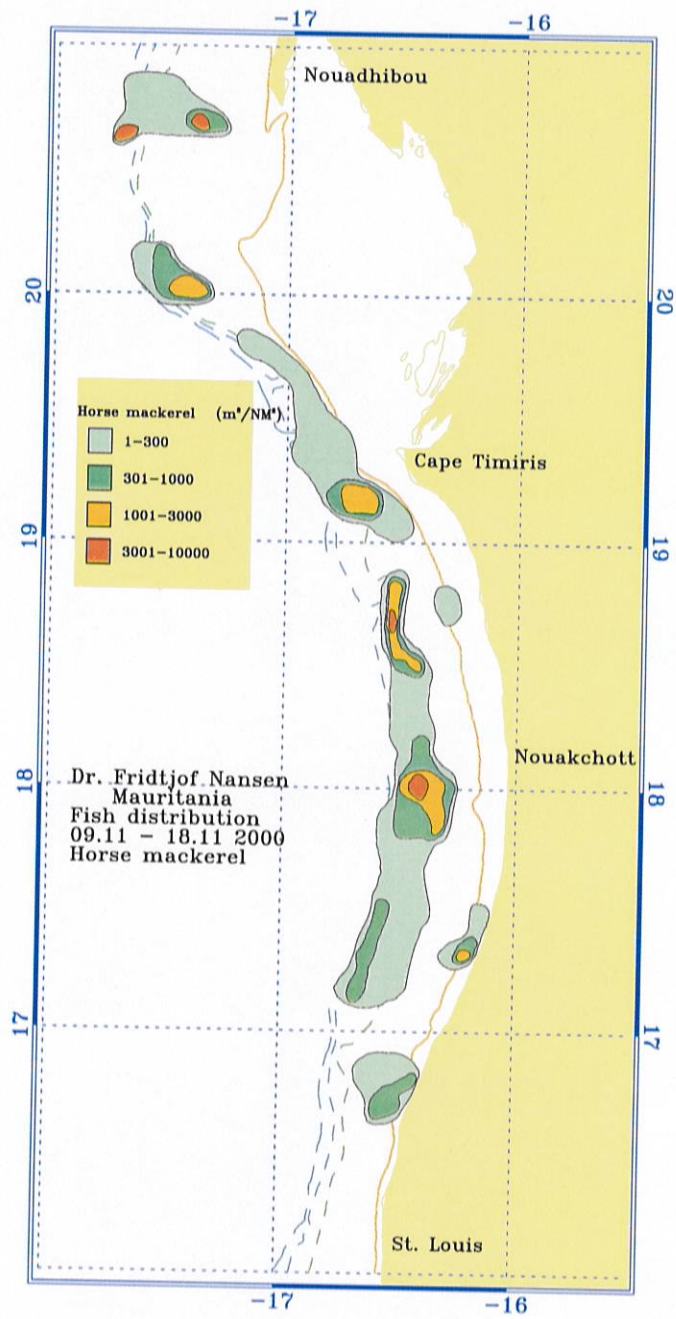 -17
-16
Nouadhibou
20
20
Horse mackerel (m²/NM²)
1-300
301-1000
1001-3000
3001-10000
Cape Timiris
19
19
Nouakchott
Dr. Fridtjof Nansen
Mauritania
Fish distribution
09.11 - 18.11 2000
Horse mackerel
18
18
17
17
St. Louis
-17
-16